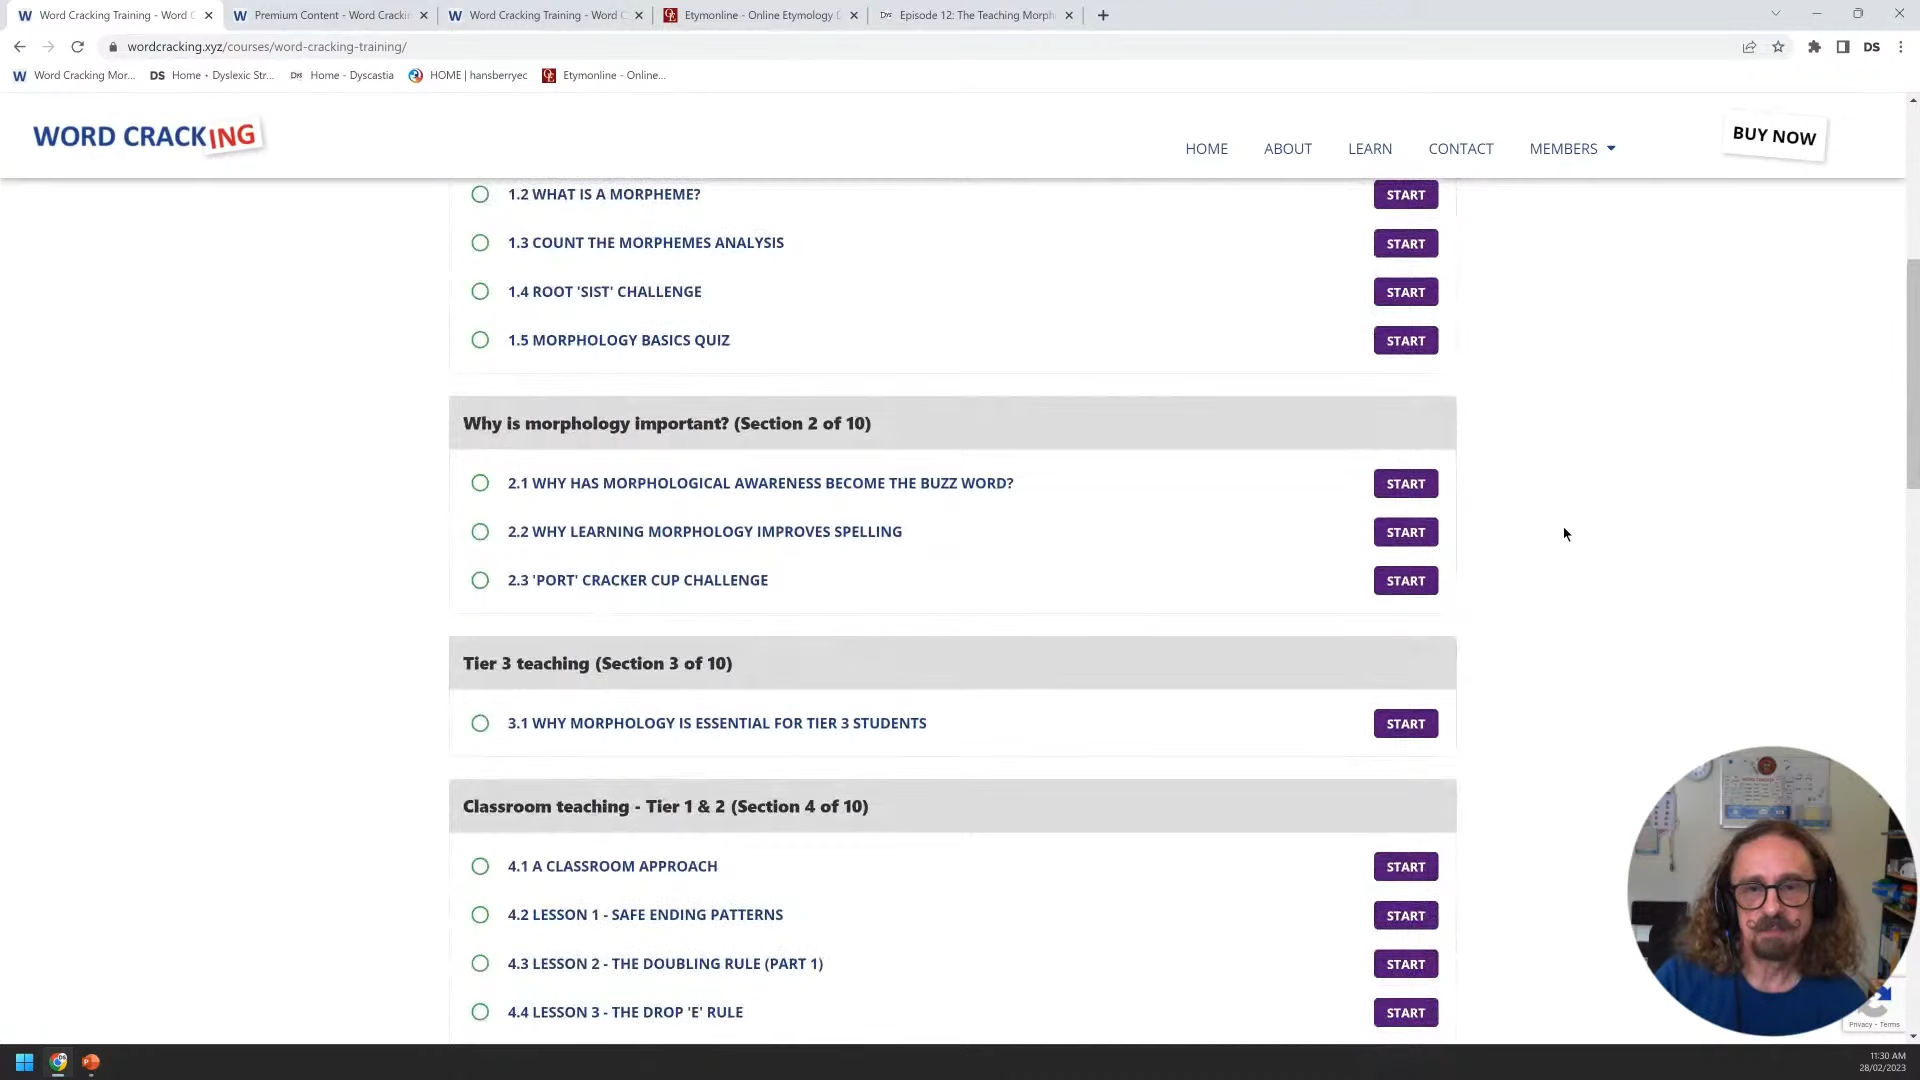 Word Cracking Training - Word C
Premium Content - Word Crackin
Word Cracking Training - Word C
Etymonline - Online Etymology D
Episode 12: The Teaching Morph
wordcracking.xyz/courses/word-cracking-training/
DS
Word Cracking Mor...
DS Home • Dyslexic Str...
Home - Dyscastia
HOME | hansberryec
Etymonline - Online...
WORD CRACKING
HOME
ABOUT
LEARN
CONTACT
MEMBERS
BUY NOW
1.2 WHAT IS A MORPHEME?
START
1.3 COUNT THE MORPHEMES ANALYSIS
START
1.4 ROOT 'SIST' CHALLENGE
START
1.5 MORPHOLOGY BASICS QUIZ
START
Why is morphology important? (Section 2 of 10)
2.1 WHY HAS MORPHOLOGICAL AWARENESS BECOME THE BUZZ WORD?
START
2.2 WHY LEARNING MORPHOLOGY IMPROVES SPELLING
START
2.3 'PORT' CRACKER CUP CHALLENGE
START
Tier 3 teaching (Section 3 of 10)
3.1 WHY MORPHOLOGY IS ESSENTIAL FOR TIER 3 STUDENTS
START
Classroom teaching - Tier 1 & 2 (Section 4 of 10)
4.1 A CLASSROOM APPROACH
START
4.2 LESSON 1 - SAFE ENDING PATTERNS
START
4.3 LESSON 2 - THE DOUBLING RULE (PART 1)
START
4.4 LESSON 3 - THE DROP 'E' RULE
START
Privacy - Terms
11:30 AM
28/02/2023